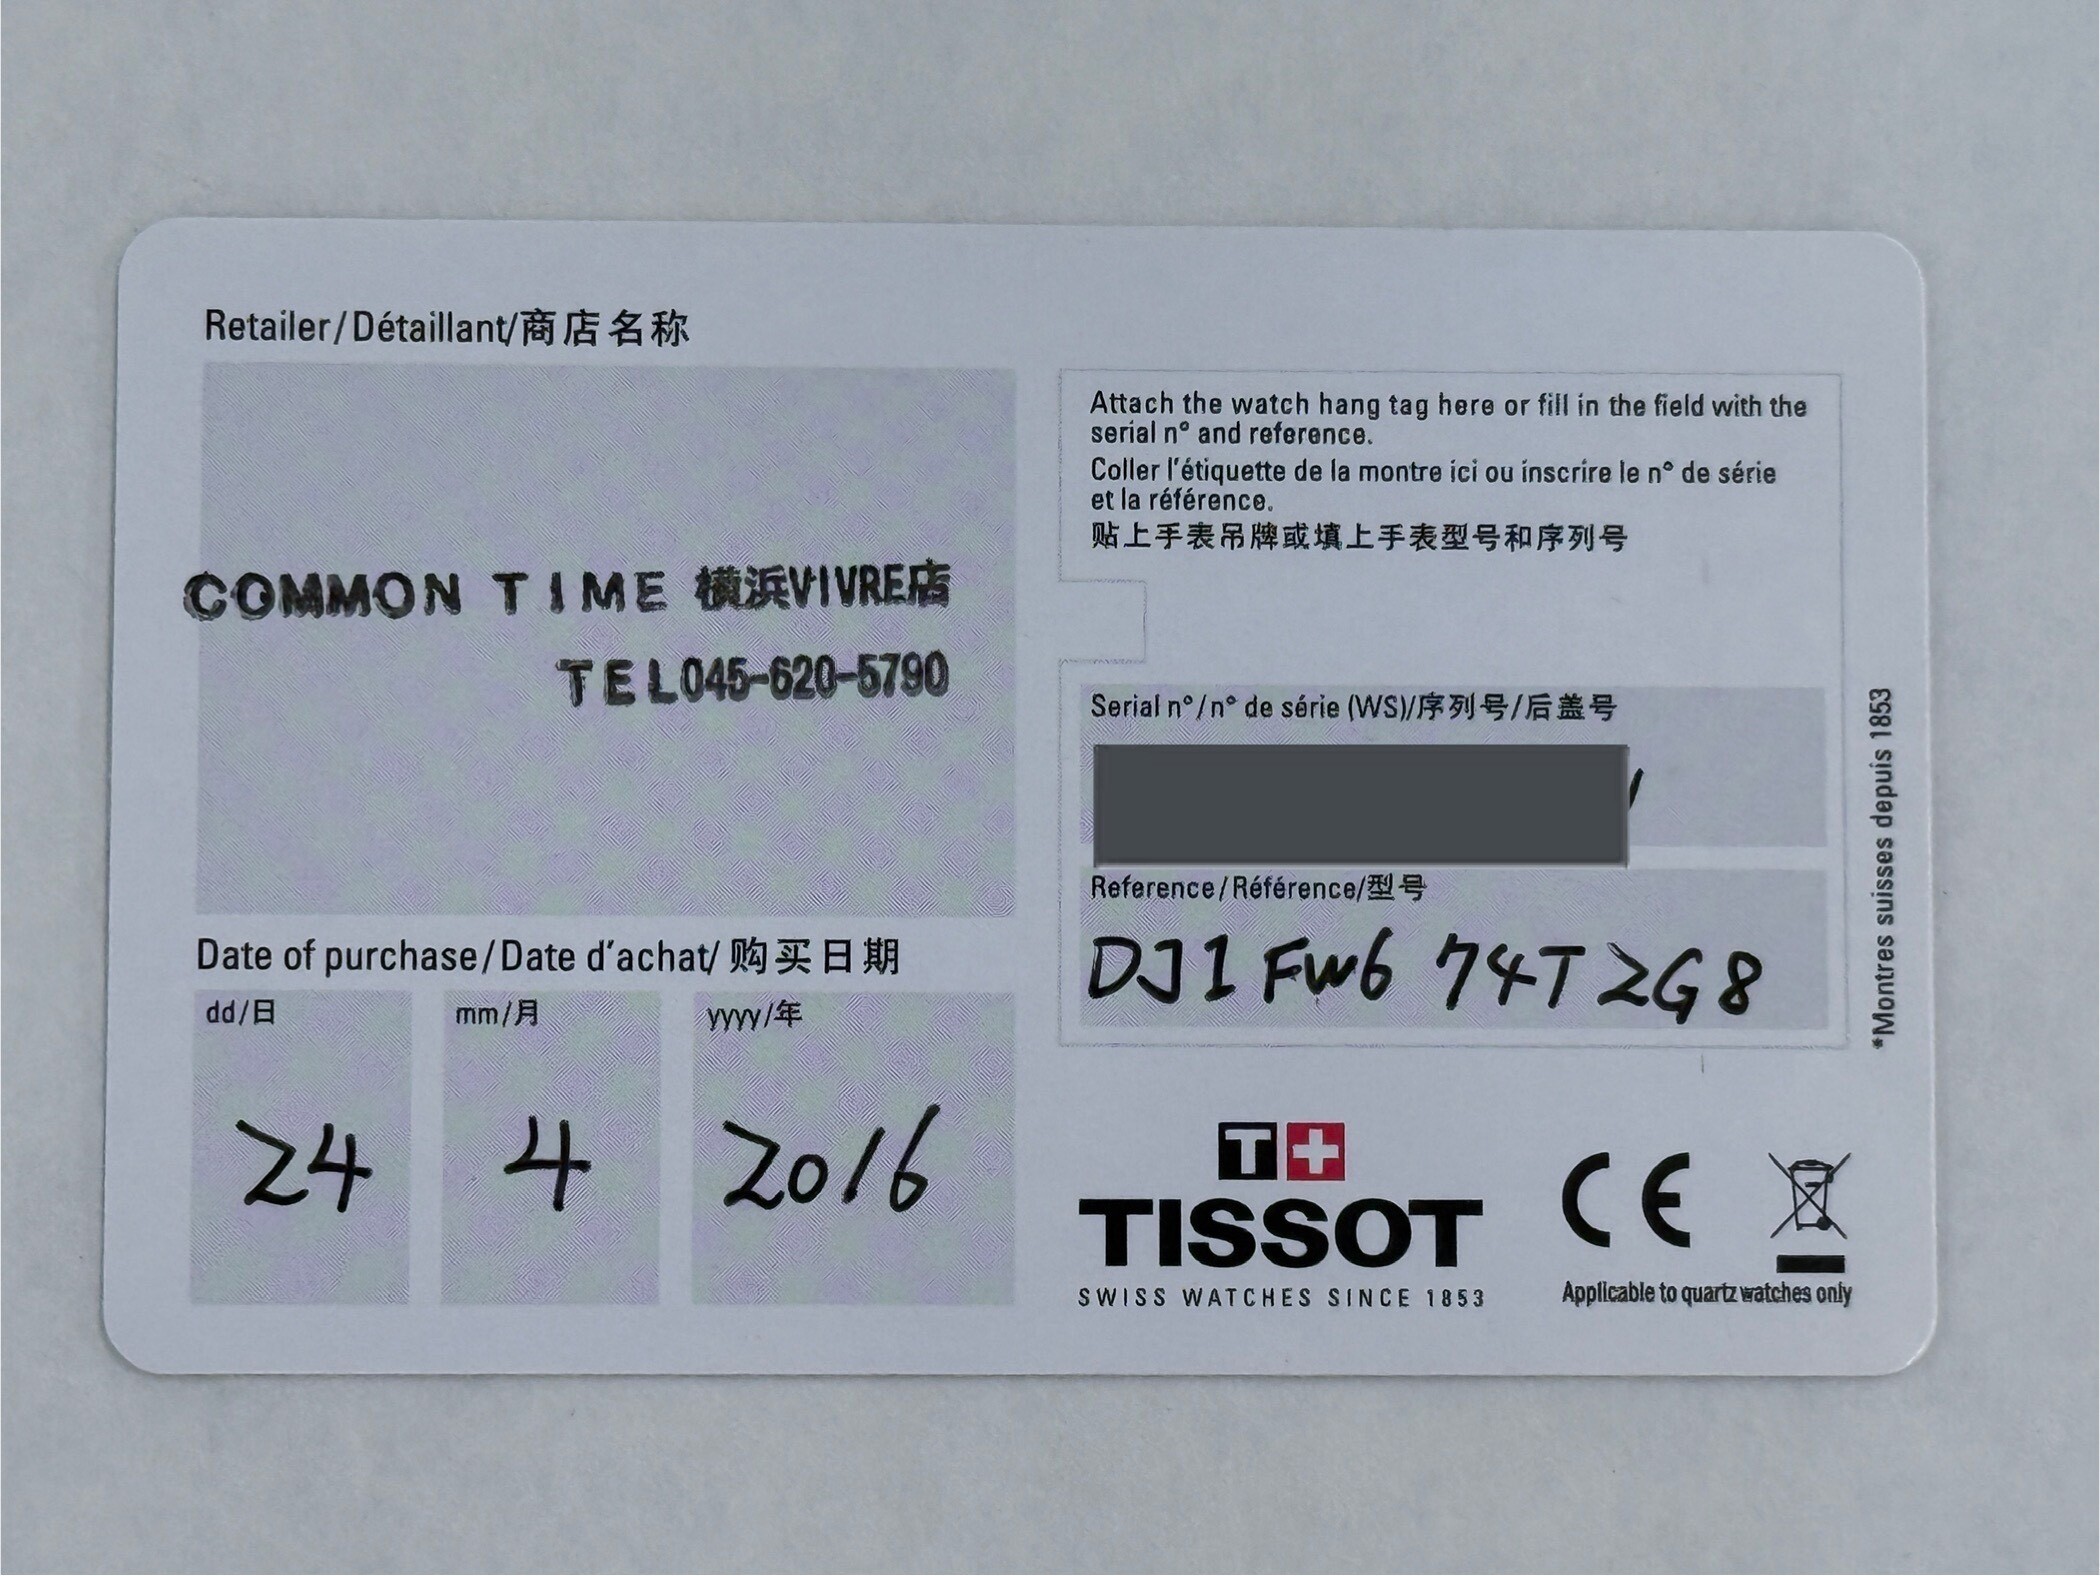 Retailer/Détaillant/商店名称
COMMON TIME 横浜VIVRE店
TEL045-620-5790
Date of purchase/Date d'achat/购买日期
dd/日
mm/月
yyyy/年
24
4
2016
Attach the watch hang tag here or fill in the field with the
serial n° and reference.
Coller l'étiquette de la montre ici ou inscrire le n° de série
et la référence.
贴上手表吊牌或填上手表型号和序列号
Serial n°/n° de série (WS)/序列号/后盖号
Reference/Référence/型号
DJ1FW6 74T2G8
T+
TISSOT
SWISS WATCHES SINCE 1853
CE
Applicable to quartz watches only
*Montres suisses depuis 1853